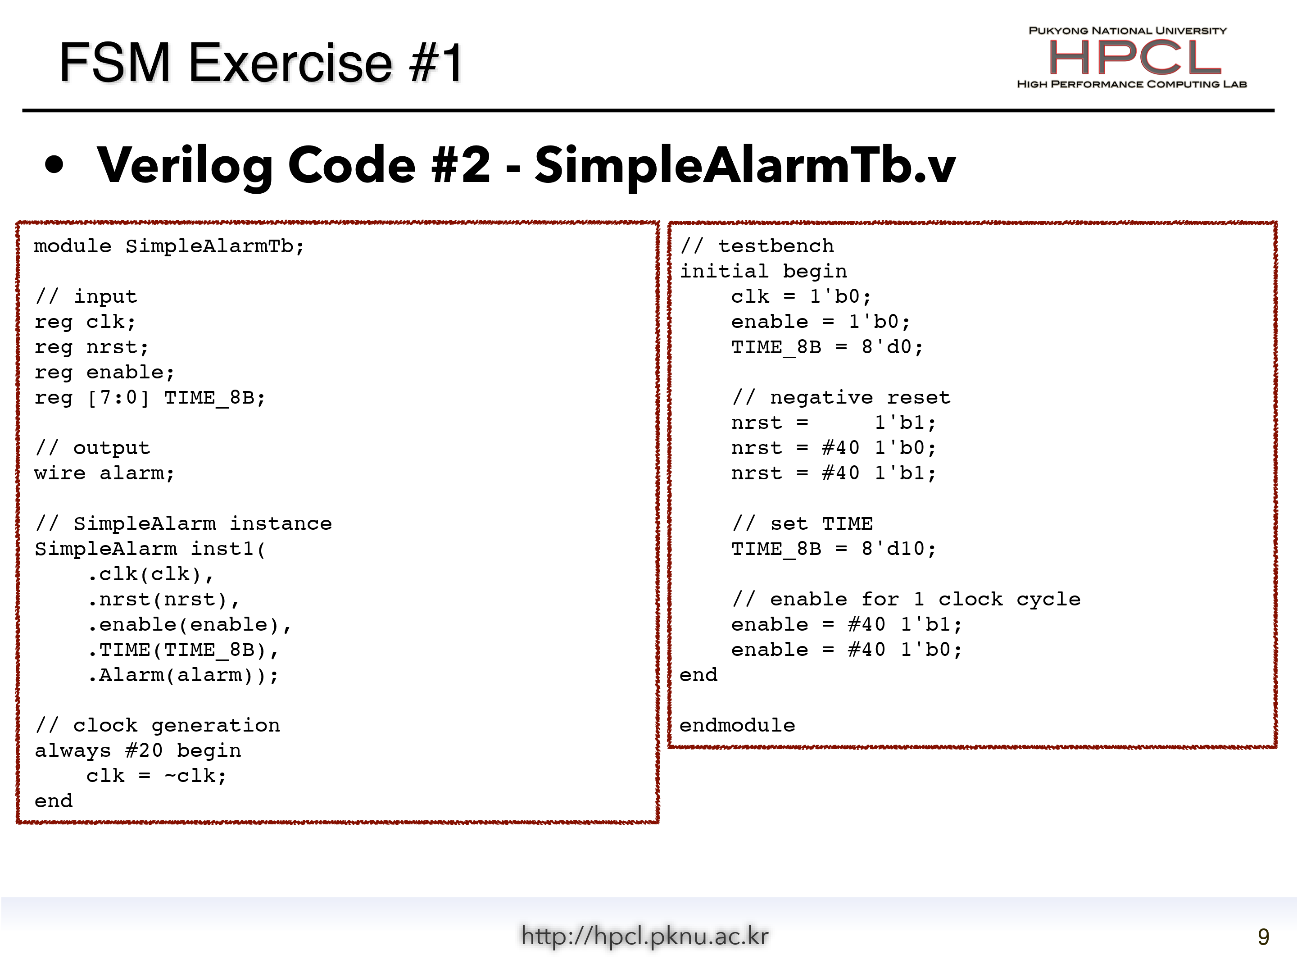 FSM Exercise #1
PUKYONG NATIONAL UNIVERSITY
HPCL
HIGH PERFORMANCE COMPUTING LAB
• Verilog Code #2 - SimpleAlarmTb.v
module SimpleAlarmTb;
// input
reg clk;
reg nrst;
reg enable;
reg [7:0] TIME_8B;
// output
wire alarm;
// SimpleAlarm instance
SimpleAlarm inst1(
    .clk(clk),
    .nrst(nrst),
    .enable(enable),
    .TIME(TIME_8B),
    .Alarm(alarm));
// clock generation
always #20 begin
    clk = ~clk;
end
// testbench
initial begin
    clk = 1'b0;
    enable = 1'b0;
    TIME_8B = 8'd0;
    // negative reset
    nrst =     1'b1;
    nrst = #40 1'b0;
    nrst = #40 1'b1;
    // set TIME
    TIME_8B = 8'd10;
    // enable for 1 clock cycle
    enable = #40 1'b1;
    enable = #40 1'b0;
end
endmodule
http://hpcl.pknu.ac.kr
9